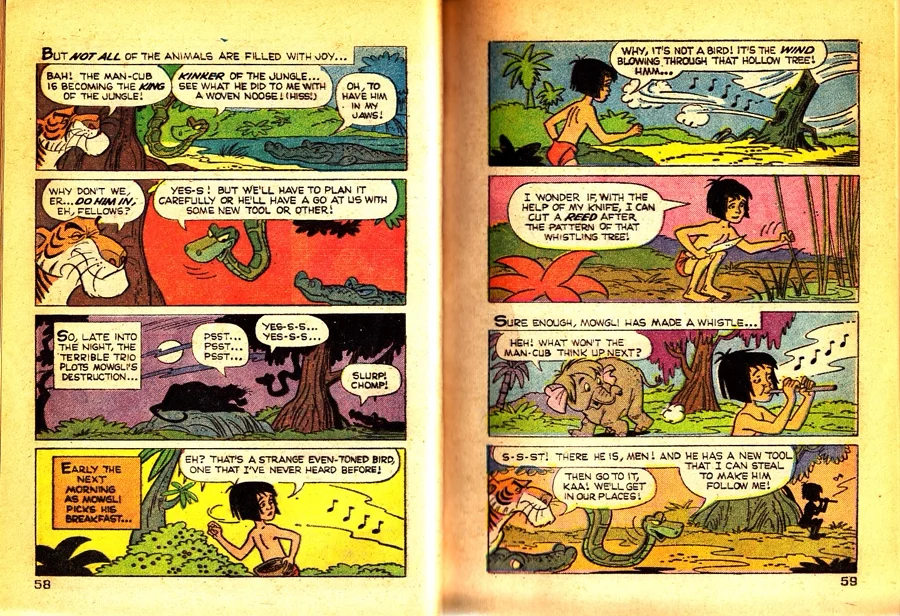 BUT NOT ALL OF THE ANIMALS ARE FILLED WITH JOY...
BAH! THE MAN-CUB
IS BECOMING THE KING
OF THE JUNGLE!
KINKER OF THE JUNGLE...
SEE WHAT HE DID TO ME WITH
A WOVEN NOOSE! (HISS!)
OH, TO
HAVE HIM
IN MY
JAWS!
WHY DON'T WE,
ER... DO HIM IN,
EH, FELLOWS?
YES-S! BUT WE'LL HAVE TO PLAN IT
CAREFULLY OR HE'LL HAVE A GO AT US WITH
SOME NEW TOOL OR OTHER!
SO, LATE INTO
THE NIGHT, THE
TERRIBLE TRIO
PLOTS MOWGLI'S
DESTRUCTION...
PSST...
PSST...
PSST...
YES-S-S...
YES-S-S...
SLURP!
CHOMP!
EARLY THE
NEXT
MORNING
AS MOWGLI
PICKS HIS
BREAKFAST...
EH? THAT'S A STRANGE EVEN-TONED BIRD,
ONE THAT I'VE NEVER HEARD BEFORE!
58
WHY, IT'S NOT A BIRD! IT'S THE WIND
BLOWING THROUGH THAT HOLLOW TREE!
HMM...
I WONDER IF, WITH THE
HELP OF MY KNIFE, I CAN
CUT A REED AFTER
THE PATTERN OF THAT
WHISTLING TREE!
SURE ENOUGH, MOWGLI HAS MADE A WHISTLE...
HEH! WHAT WON'T THE
MAN-CUB THINK UP NEXT?
S-S-ST! THERE HE IS, MEN! AND HE HAS A NEW TOOL
THAT I CAN STEAL
TO MAKE HIM
FOLLOW ME!
THEN GO TO IT,
KAA! WE'LL GET
IN OUR PLACES!
59